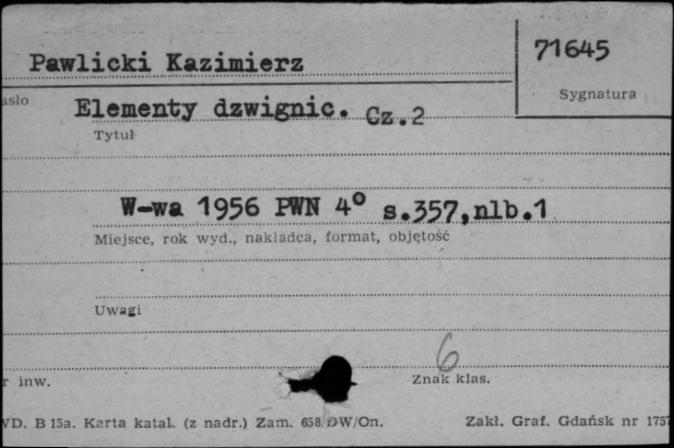 Pawlicki Kazimierz
71645
asło
Sygnatura
Elementy dzwignic. Cz.2
Tytuł
W-wa 1956 PWN 4° s.357,nlb.1
Miejsce, rok wyd., nakładca, format, objętość
Uwagi
6
r inw.
Znak klas.
WD. B 15a. Karta katal. (z nadr.) Zam. 658/DW/On.
Zakł. Graf. Gdańsk nr 1757